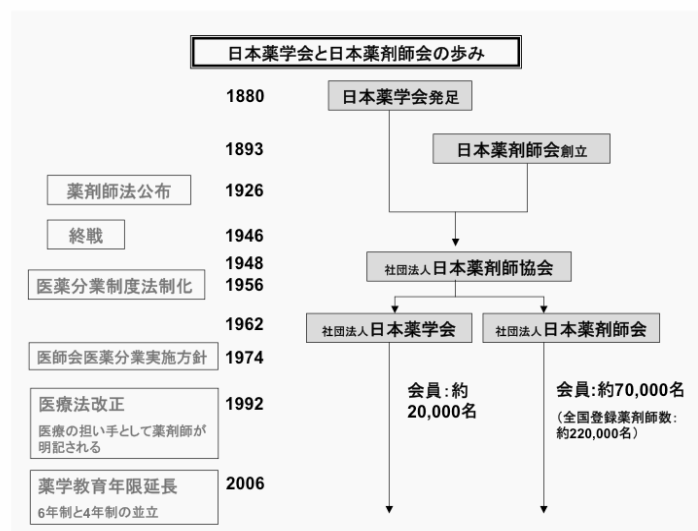 日本薬学会と日本薬剤師会の歩み
1880
日本薬学会発足
1893
日本薬剤師会創立
薬剤師法公布
1926
終戦
1946
1948
社団法人日本薬剤師協会
医薬分業制度法制化
1956
1962
社団法人日本薬学会
社団法人日本薬剤師会
医師会医薬分業実施方針
1974
医療法改正
医療の担い手として薬剤師が
明記される
1992
会員:約
20,000名
会員:約70,000名
(全国登録薬剤師数:
約220,000名)
薬学教育年限延長
6年制と4年制の並立
2006